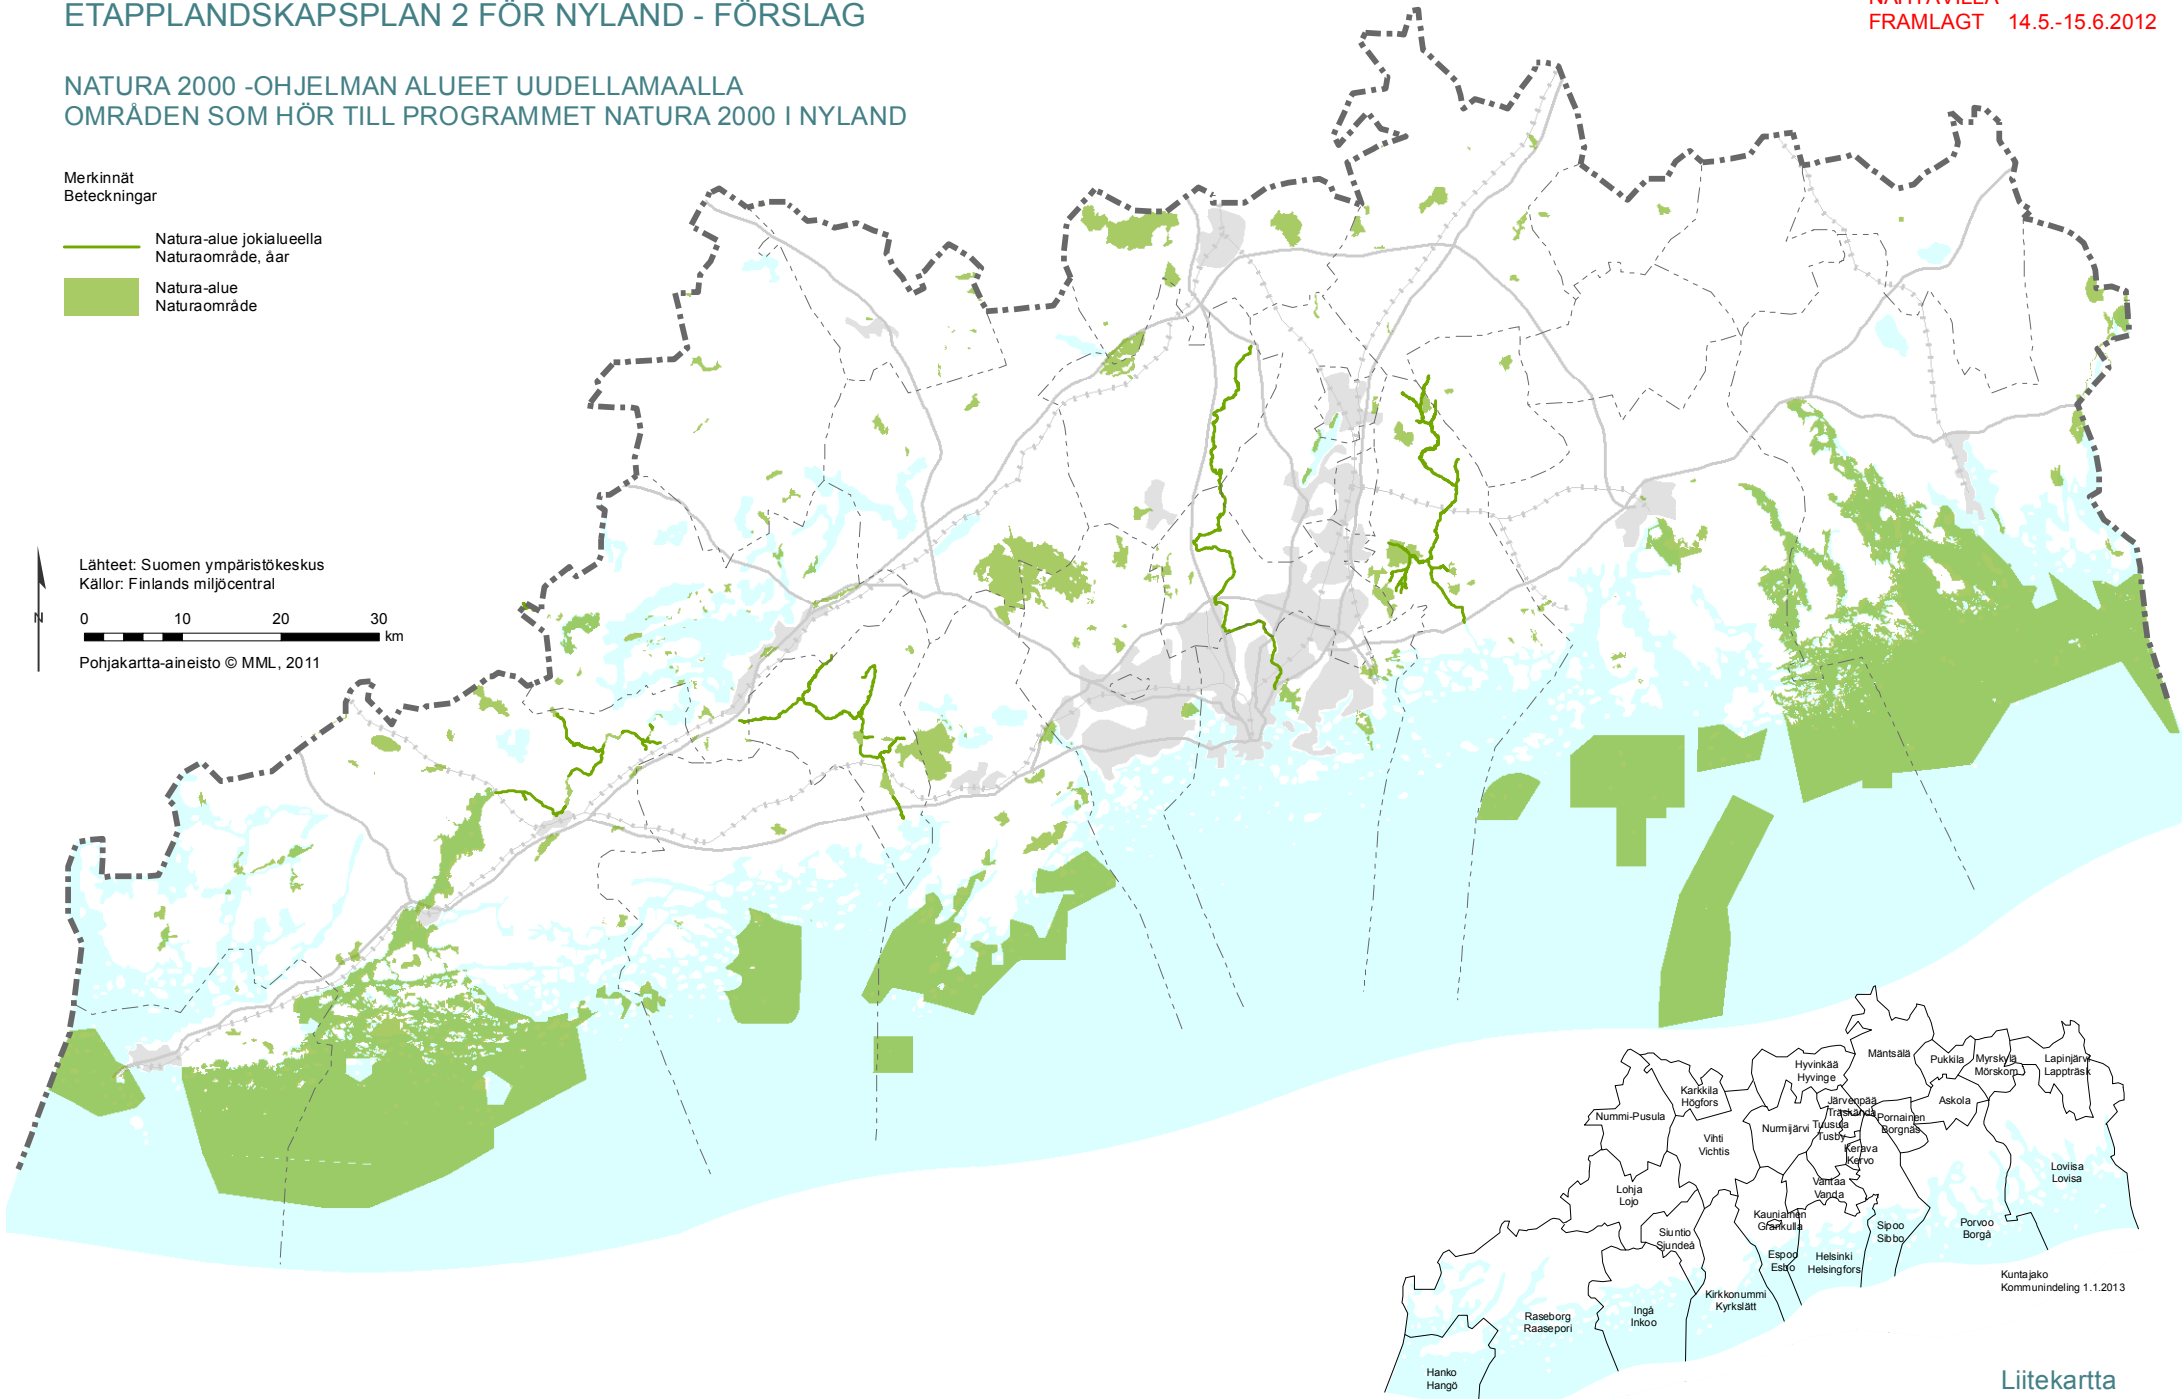 ETAPPLANDSKAPSPLAN 2 FÖR NYLAND - FÖRSLAG
FRAMLAGT 14.5.-15.6.2012
NATURA 2000 -OHJELMAN ALUEET UUDELLAMAALLA
OMRÅDEN SOM HÖR TILL PROGRAMMET NATURA 2000 I NYLAND
Merkinnät
Beteckningar
Natura-alue jokialueella
Naturaområde, åar
Natura-alue
Naturaområde
Lähteet: Suomen ympäristökeskus
Källor: Finlands miljöcentral
N
0 10 20 30
km
Pohjakartta-aineisto © MML, 2011
Mäntsälä
Pukkila
Myrskylä
Mörskom
Lapinjärvi
Lappträsk
Hyvinkää
Hyvinge
Karkkila
Högfors
Nummi-Pusula
Järvenpää
Träskända
Askola
Pornainen
Borgnäs
Nurmijärvi
Tuusula
Tusby
Vihti
Vichtis
Kerava
Kervo
Loviisa
Lovisa
Vantaa
Vanda
Lohja
Lojo
Kauniainen
Grankulla
Siuntio
Sjundeå
Sipoo
Sibbo
Porvoo
Borgå
Espoo
Esbo
Helsinki
Helsingfors
Kirkkonummi
Kyrkslätt
Ingå
Inkoo
Raseborg
Raasepori
Hanko
Hangö
Kuntajako
Kommunindeling 1.1.2013
Liitekartta